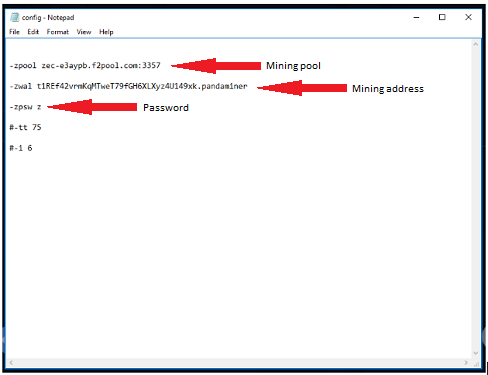 config - Notepad
File Edit Format View Help
-zpool zec-e3aypb.f2pool.com:3357 Mining pool
-zwal t1REf42vrmKqMTweT79fGH6XLXyz4U149xk.pandaminer Mining address
-zpsw z Password
#-tt 75
#-i 6